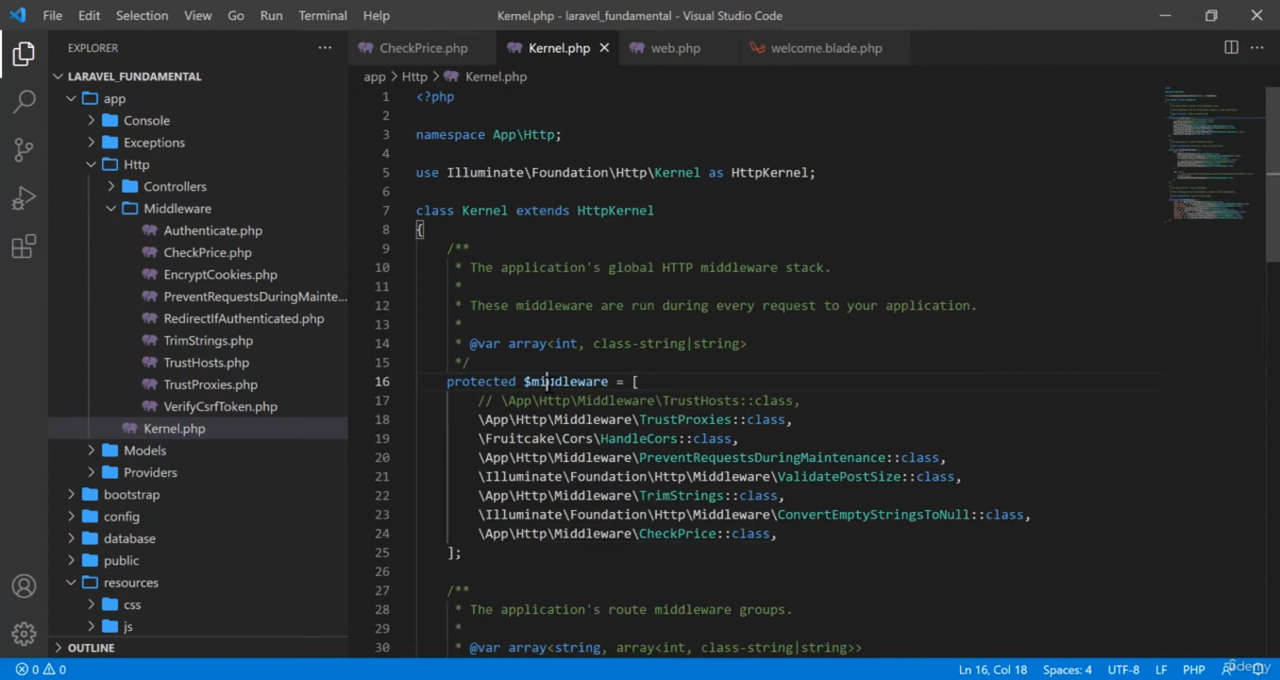 File Edit Selection View Go Run Terminal Help
Kernel.php - laravel_fundamental - Visual Studio Code
EXPLORER
LARAVEL_FUNDAMENTAL
app
Console
Exceptions
Http
Controllers
Middleware
Authenticate.php
CheckPrice.php
EncryptCookies.php
PreventRequestsDuringMainte...
RedirectIfAuthenticated.php
TrimStrings.php
TrustHosts.php
TrustProxies.php
VerifyCsrfToken.php
Kernel.php
Models
Providers
bootstrap
config
database
public
resources
css
js
OUTLINE
CheckPrice.php Kernel.php web.php welcome.blade.php
app > Http > Kernel.php
1 <?php
2
3 namespace App\Http;
4
5 use Illuminate\Foundation\Http\Kernel as HttpKernel;
6
7 class Kernel extends HttpKernel
8 {
9 /**
10 * The application's global HTTP middleware stack.
11 *
12 * These middleware are run during every request to your application.
13 *
14 * @var array<int, class-string|string>
15 */
16 protected $middleware = [
17 // \App\Http\Middleware\TrustHosts::class,
18 \App\Http\Middleware\TrustProxies::class,
19 \Fruitcake\Cors\HandleCors::class,
20 \App\Http\Middleware\PreventRequestsDuringMaintenance::class,
21 \Illuminate\Foundation\Http\Middleware\ValidatePostSize::class,
22 \App\Http\Middleware\TrimStrings::class,
23 \Illuminate\Foundation\Http\Middleware\ConvertEmptyStringsToNull::class,
24 \App\Http\Middleware\CheckPrice::class,
25 ];
26
27 /**
28 * The application's route middleware groups.
29 *
30 * @var array<string, array<int, class-string|string>>
0 0 Ln 16, Col 18 Spaces: 4 UTF-8 LF PHP
ûdemy